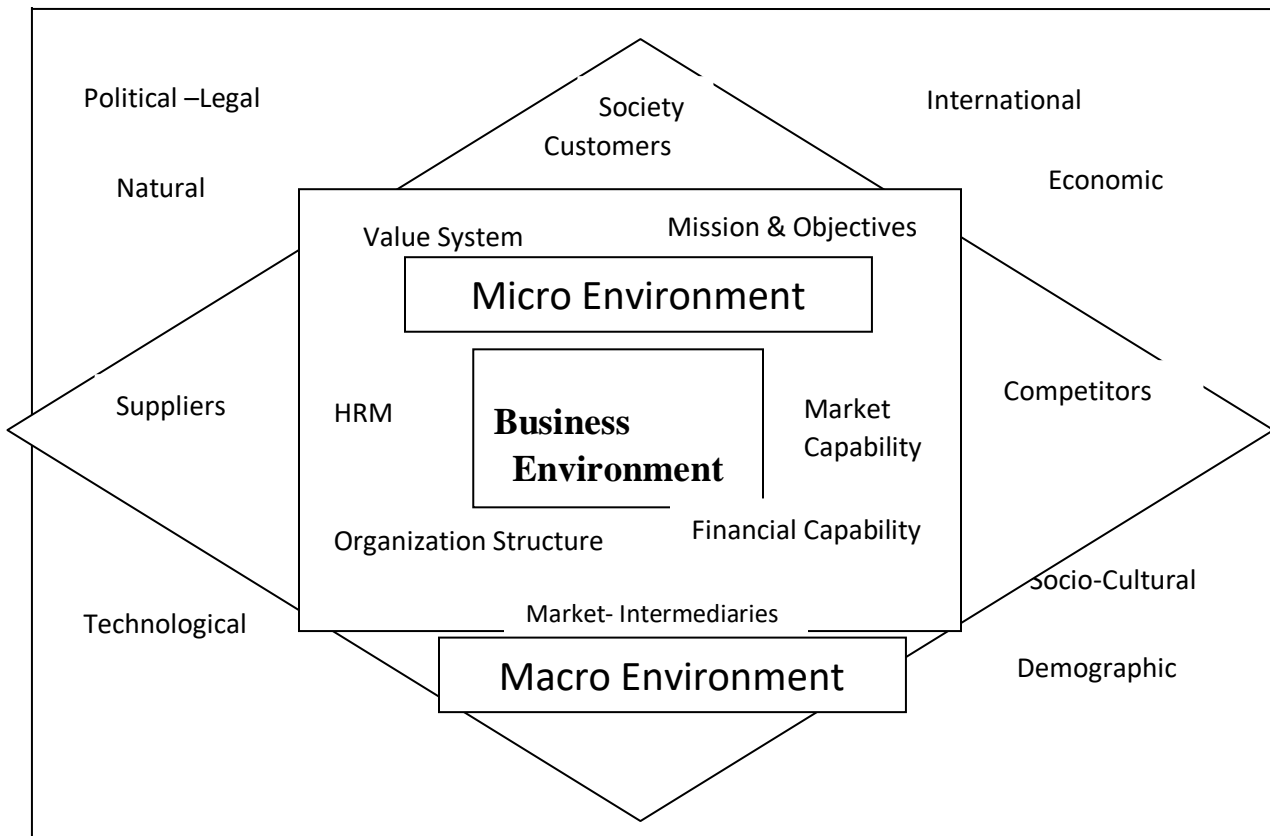 Political –Legal
Society
International
Customers
Natural
Economic
Value System
Mission & Objectives
Micro Environment
Suppliers
HRM
Business
Environment
Market
Capability
Competitors
Organization Structure
Financial Capability
Socio-Cultural
Technological
Market- Intermediaries
Macro Environment
Demographic